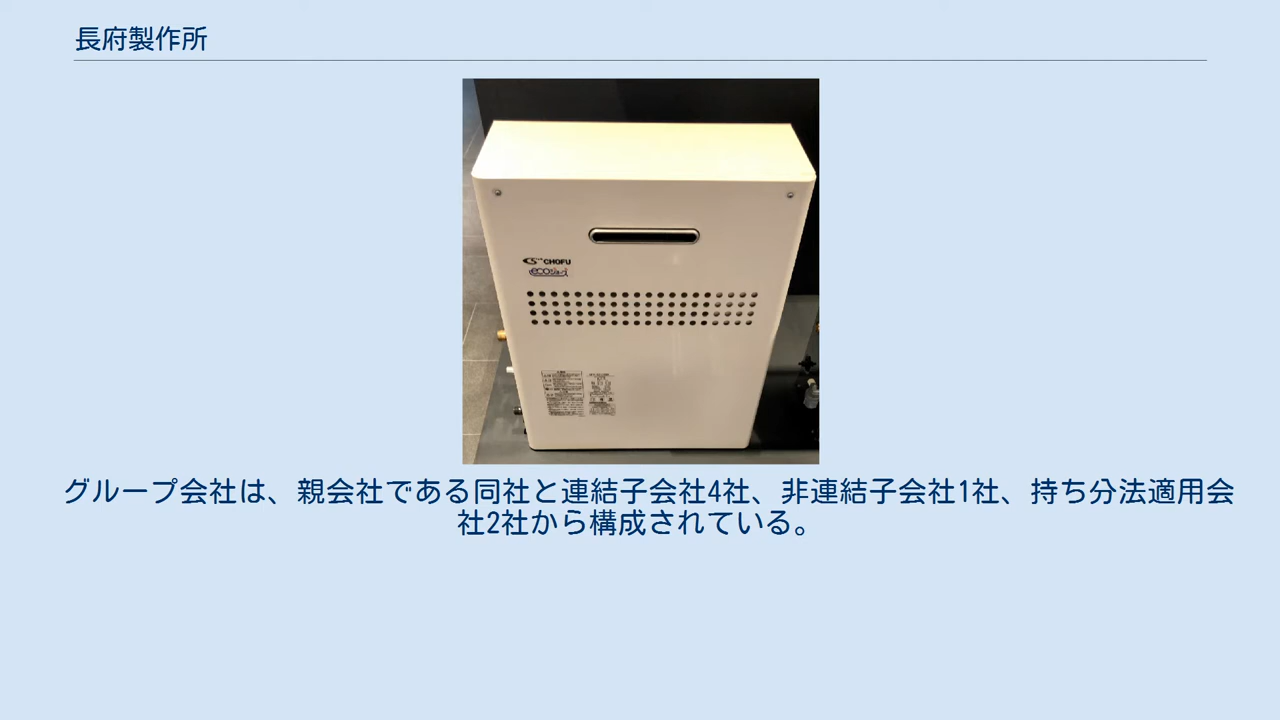 長府製作所
CHOFU
eco
グループ会社は、親会社である同社と連結子会社4社、非連結子会社1社、持ち分法適用会
社2社から構成されている。